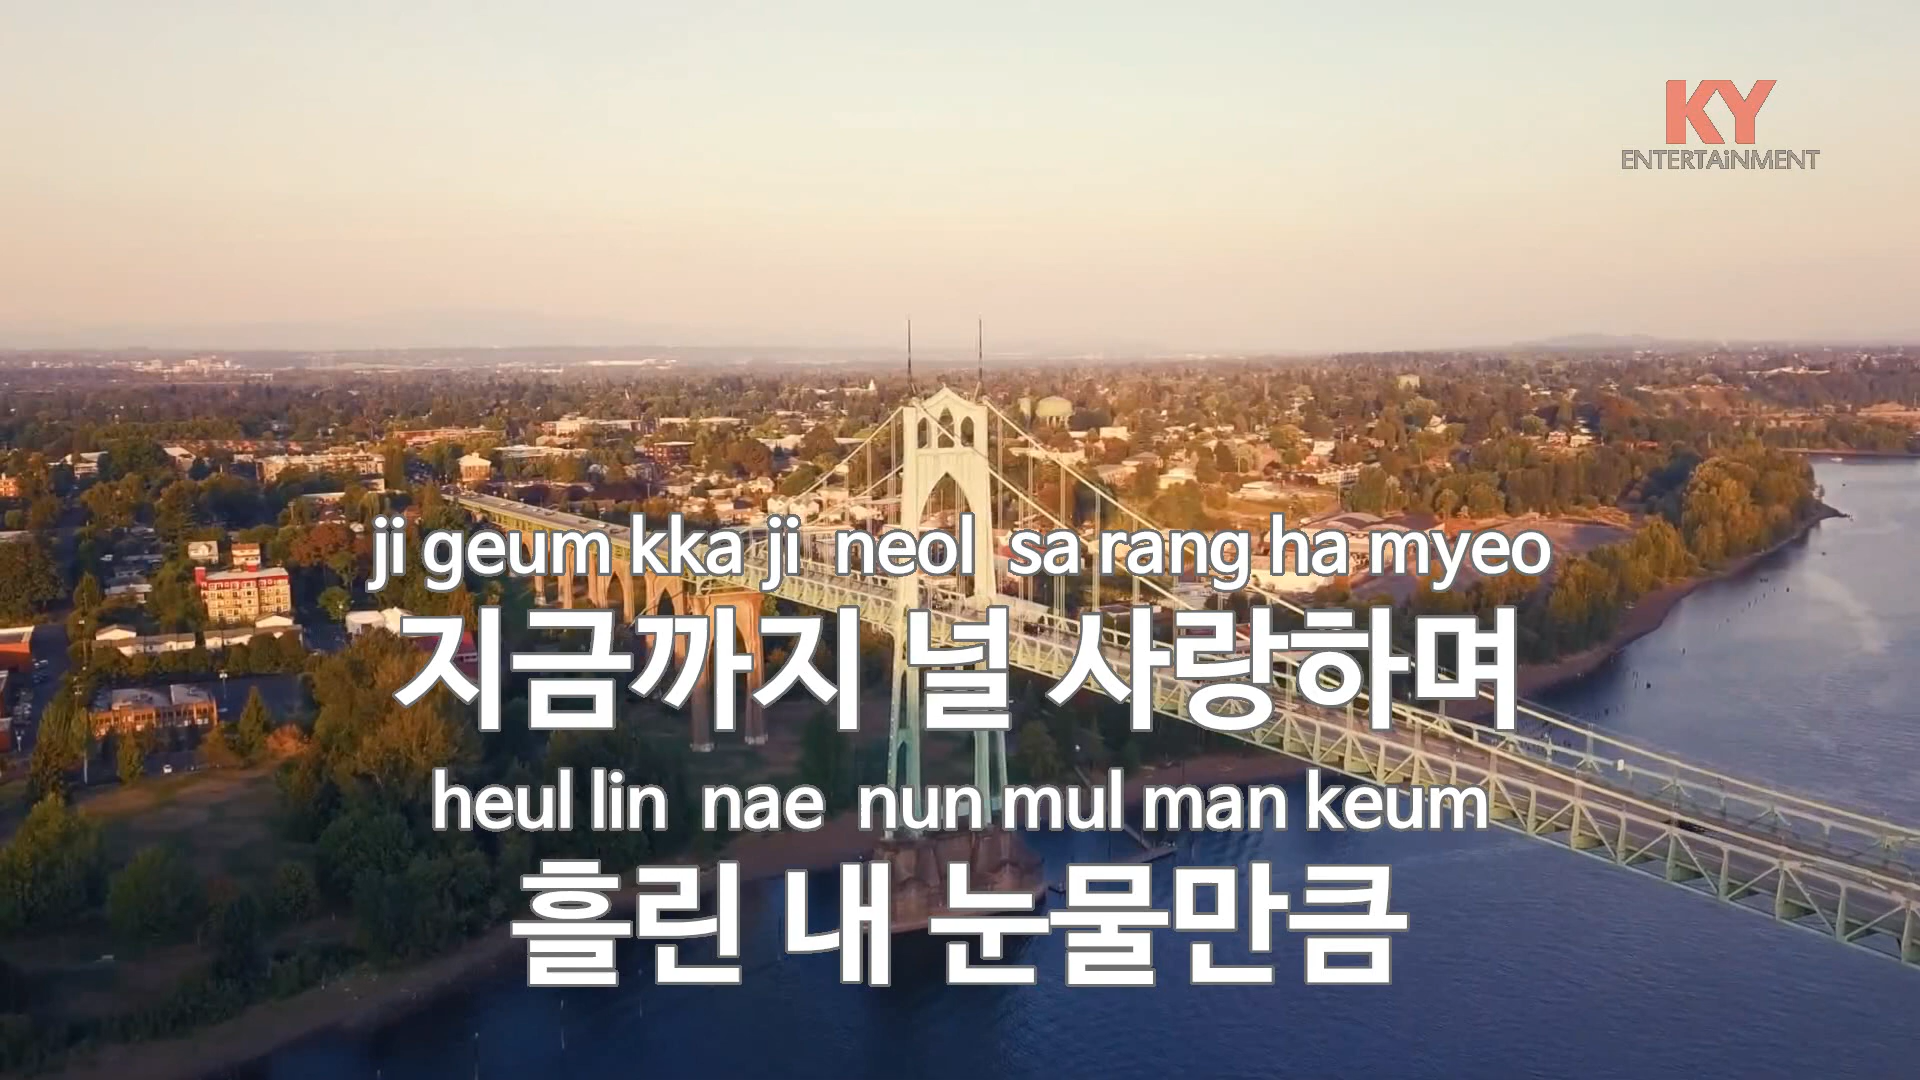 KY
ENTERTAiNMENT
ji geum kka ji neol sa rang ha myeo
지금까지 널 사랑하며
heul lin nae nun mul man keum
흘린 내 눈물만큼